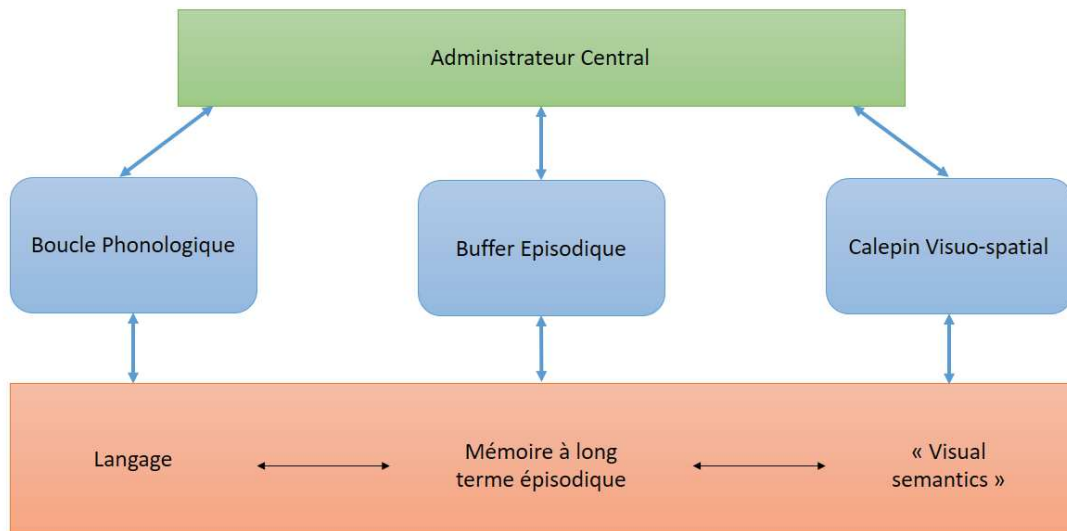 Administrateur Central
Boucle Phonologique
Buffer Episodique
Calepin Visuo-spatial
Langage
Mémoire à long
terme épisodique
« Visual
semantics »